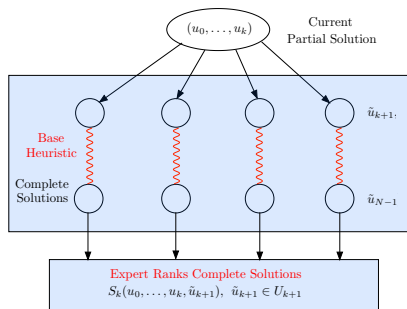 (u₀, . . . , uₖ)
Current
Partial Solution
ũₖ₊₁,
Base
Heuristic
Complete
Solutions
ũ_{N−1}
Expert Ranks Complete Solutions
Sₖ(u₀, . . . , uₖ, ũₖ₊₁), ũₖ₊₁ ∈ Uₖ₊₁